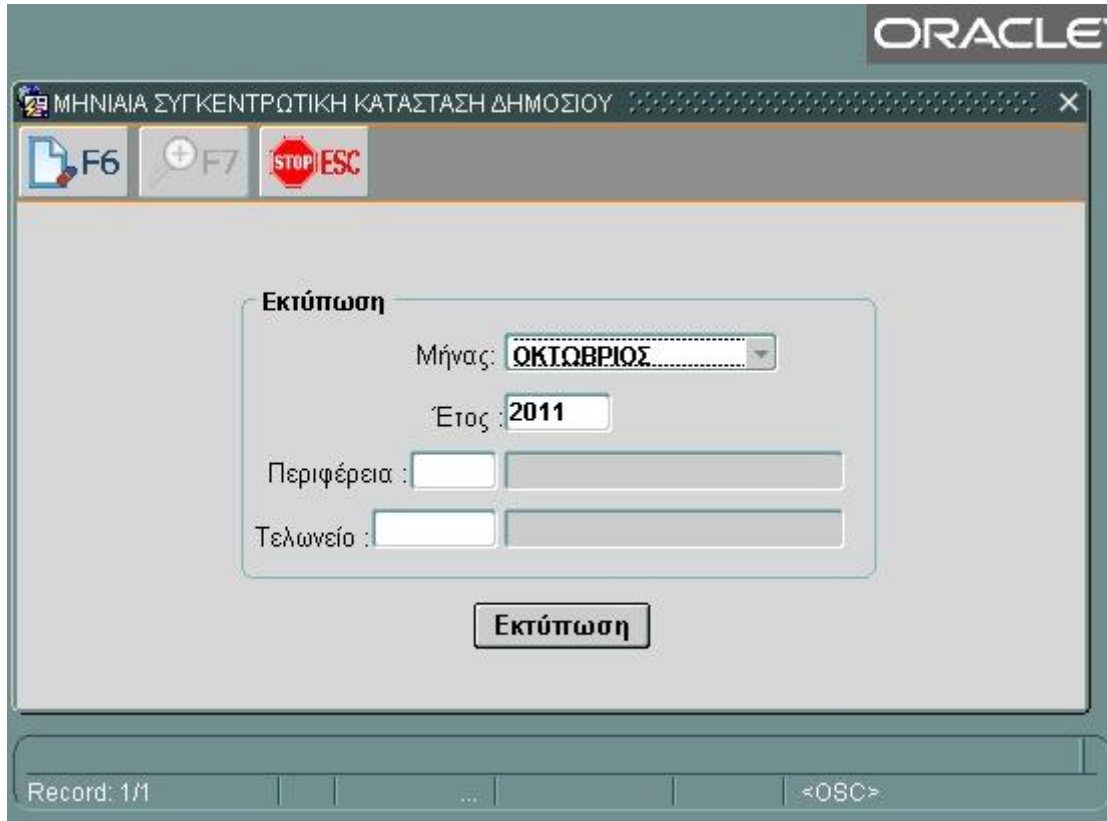 ORACLE
ΜΗΝΙΑΙΑ ΣΥΓΚΕΝΤΡΩΤΙΚΗ ΚΑΤΑΣΤΑΣΗ ΔΗΜΟΣΙΟΥ
F6 F7 STOP ESC
Εκτύπωση
Μήνας: ΟΚΤΩΒΡΙΟΣ
Έτος : 2011
Περιφέρεια :
Τελωνείο :
Εκτύπωση
Record: 1/1 ... <OSC>